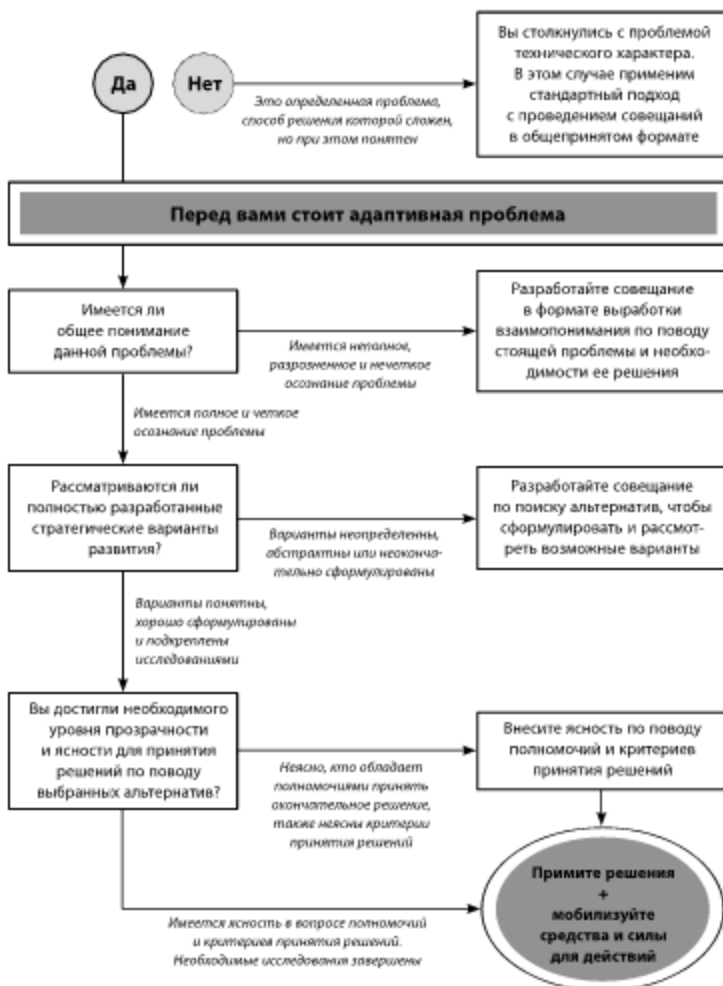 Да
Нет
Вы столкнулись с проблемой
технического характера.
В этом случае применим
стандартный подход
с проведением совещаний
в общепринятом формате
Это определенная проблема,
способ решения которой сложен,
но при этом понятен
Перед вами стоит адаптивная проблема
Имеется ли
общее понимание
данной проблемы?
Имеется неполное,
разрозненное и нечеткое
осознание проблемы
Разработайте совещание
в формате выработки
взаимопонимания по поводу
стоящей проблемы и необхо-
димости ее решения
Имеется полное и четкое
осознание проблемы
Рассматриваются ли
полностью разработанные
стратегические варианты
развития?
Варианты неопределенны,
абстрактны или неоконча-
тельно сформулированы
Разработайте совещание
по поиску альтернатив, чтобы
сформулировать и рассмот-
реть возможные варианты
Варианты понятны,
хорошо сформулированы
и подкреплены
исследованиями
Вы достигли необходимого
уровня прозрачности
и ясности для принятия
решений по поводу
выбранных альтернатив?
Неясно, кто обладает
полномочиями принять
окончательное решение,
также неясны критерии
принятия решений
Внесите ясность по поводу
полномочий и критериев
принятия решений
Имеется ясность в вопросе полномочий
и критериев принятия решений.
Необходимые исследования завершены
Примите решения
+
мобилизуйте
средства и силы
для действий